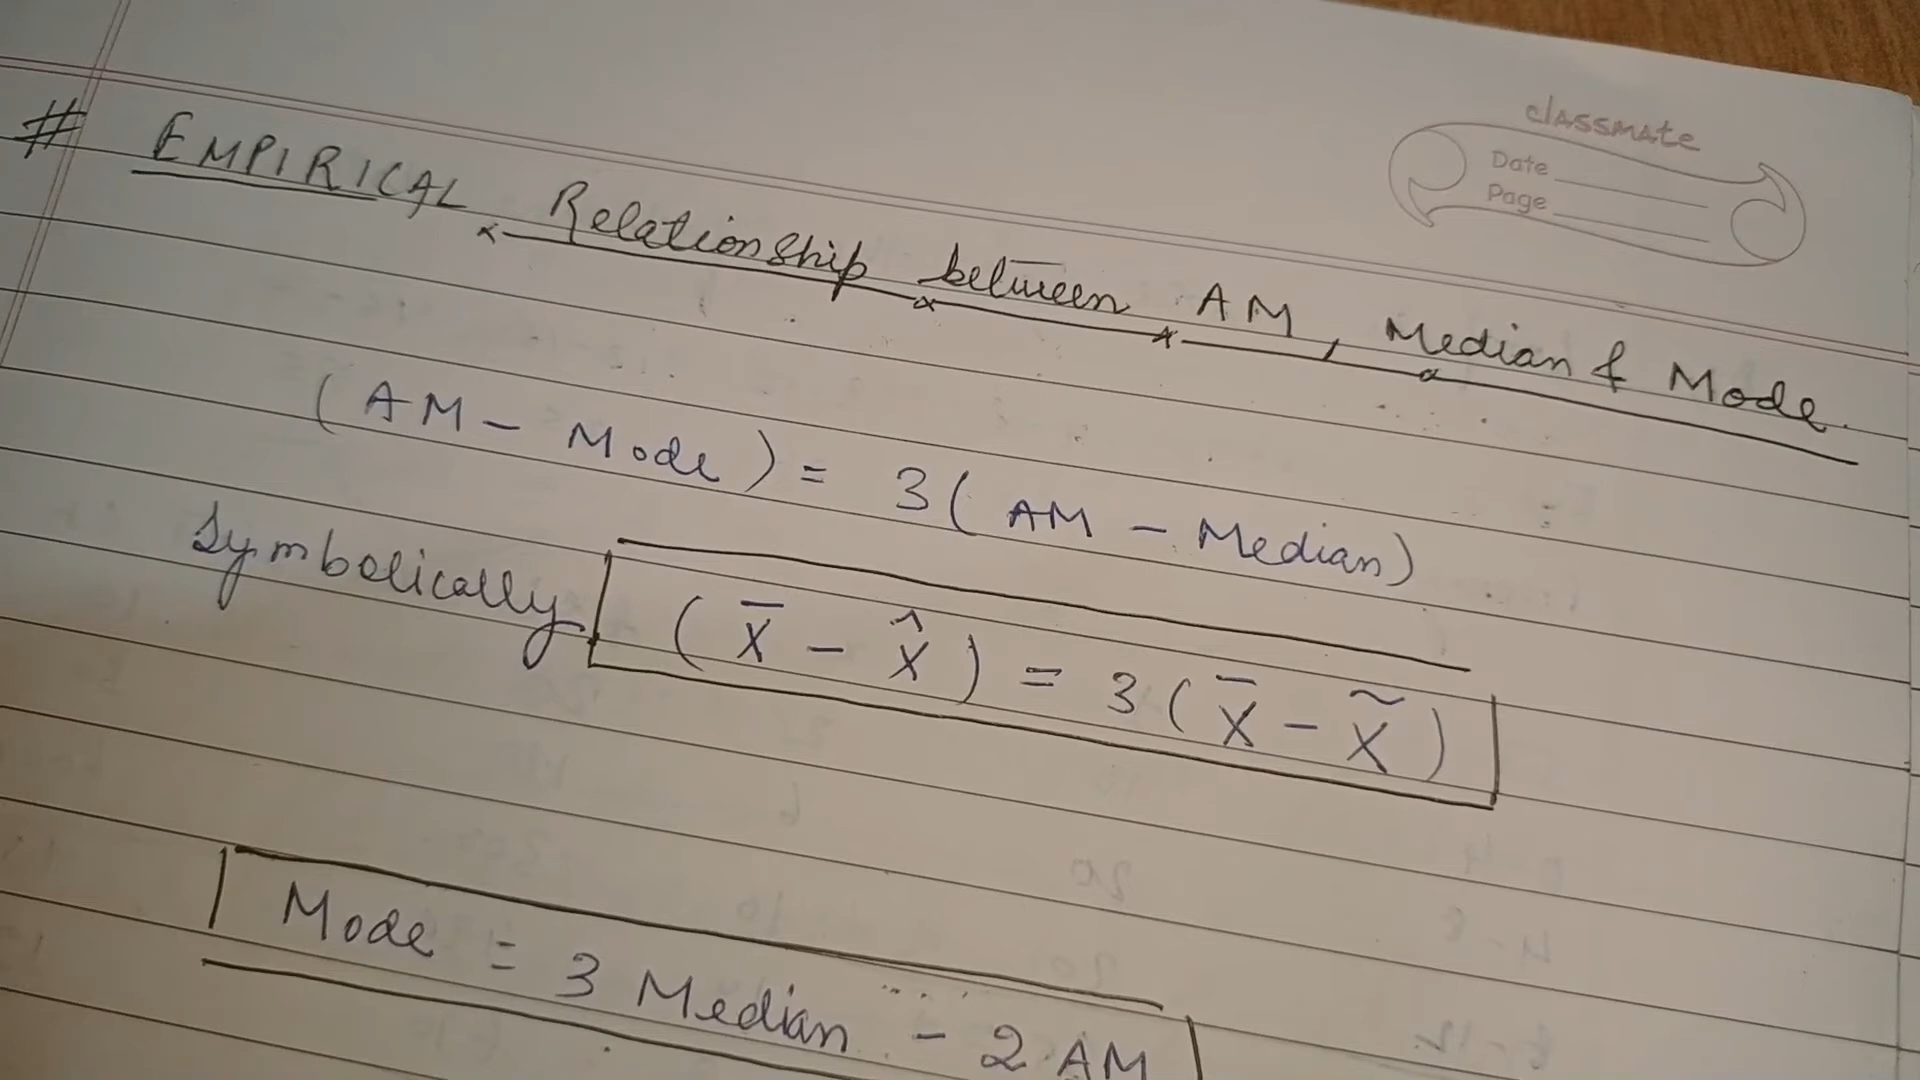 classmate
Date
Page
# EMPIRICAL Relationship between AM, Median & Mode.
(AM - Mode) = 3(AM - Median)
Symbolically (x̄ - x̂) = 3(x̄ - x̃)
Mode = 3 Median - 2 AM